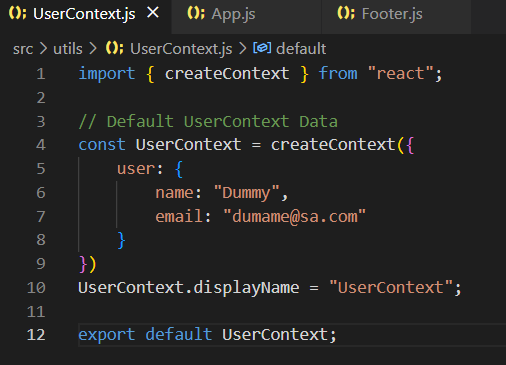 UserContext.js
App.js
Footer.js
src > utils > UserContext.js > default
1 import { createContext } from "react";
2
3 // Default UserContext Data
4 const UserContext = createContext({
5     user: {
6         name: "Dummy",
7         email: "dumame@sa.com"
8     }
9 })
10 UserContext.displayName = "UserContext";
11
12 export default UserContext;